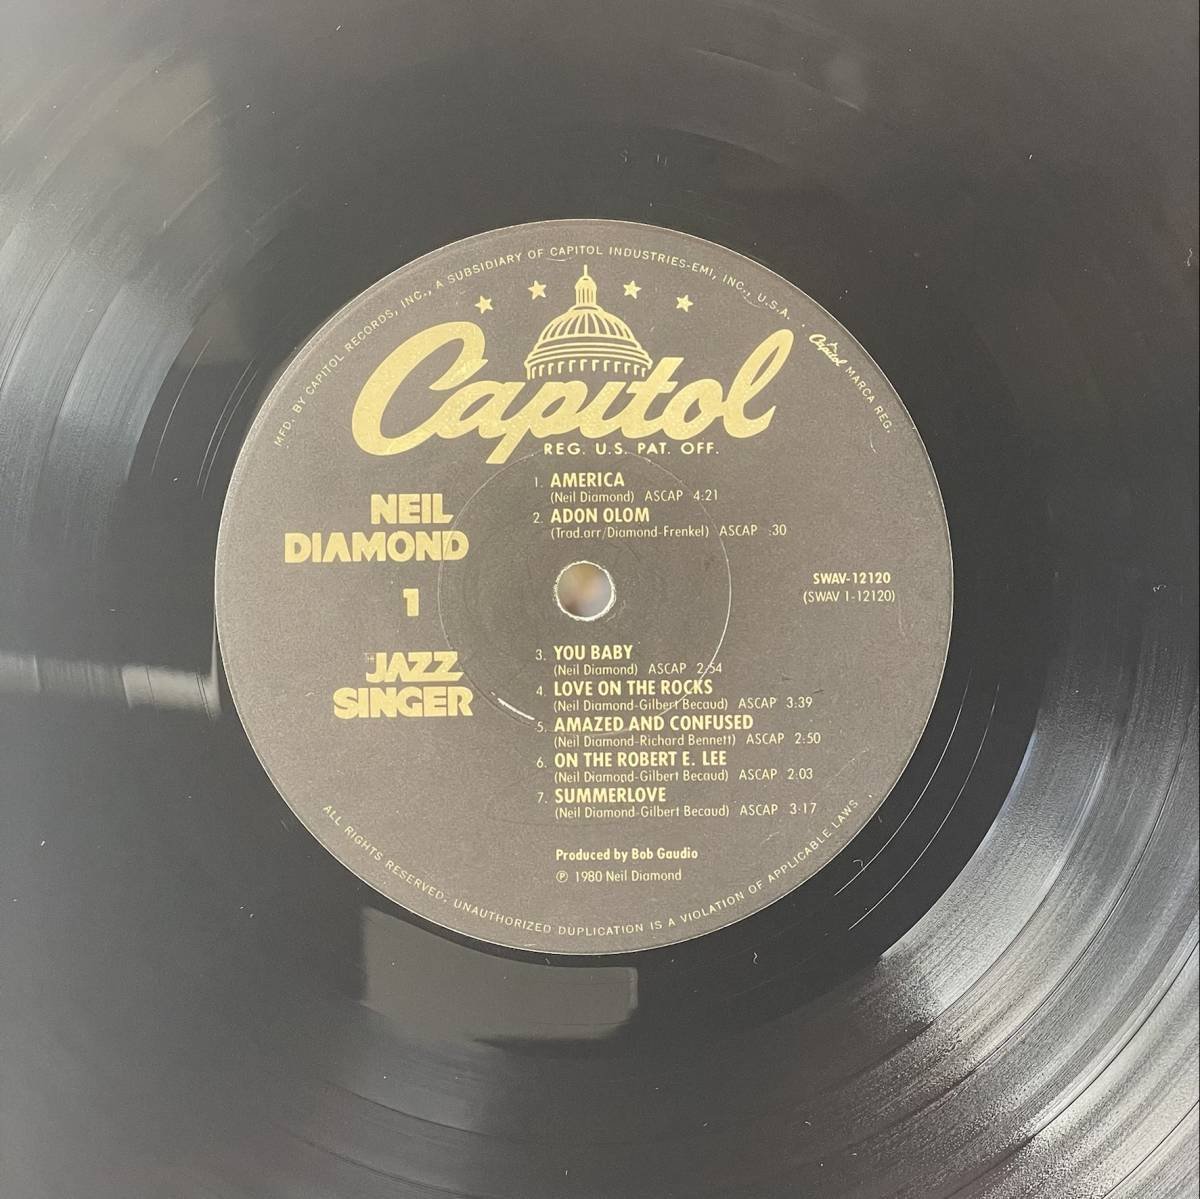 MFD. BY CAPITOL RECORDS, INC., A SUBSIDIARY OF CAPITOL INDUSTRIES-EMI, INC., U.S.A. . Capitol MARCA REG.
Capitol
REG. U.S. PAT. OFF.
NEIL
DIAMOND
1
JAZZ
SINGER
1. AMERICA
(Neil Diamond) ASCAP 4:21
2. ADON OLOM
(Trad.arr/Diamond-Frenkel) ASCAP :30
SWAV-12120
(SWAV 1-12120)
3. YOU BABY
(Neil Diamond) ASCAP 2:54
4. LOVE ON THE ROCKS
(Neil Diamond-Gilbert Becaud) ASCAP 3:39
5. AMAZED AND CONFUSED
(Neil Diamond-Richard Bennett) ASCAP 2:50
6. ON THE ROBERT E. LEE
(Neil Diamond-Gilbert Becaud) ASCAP 2:03
7. SUMMERLOVE
(Neil Diamond-Gilbert Becaud) ASCAP 3:17
Produced by Bob Gaudio
℗ 1980 Neil Diamond
ALL RIGHTS RESERVED, UNAUTHORIZED DUPLICATION IS A VIOLATION OF APPLICABLE LAWS .